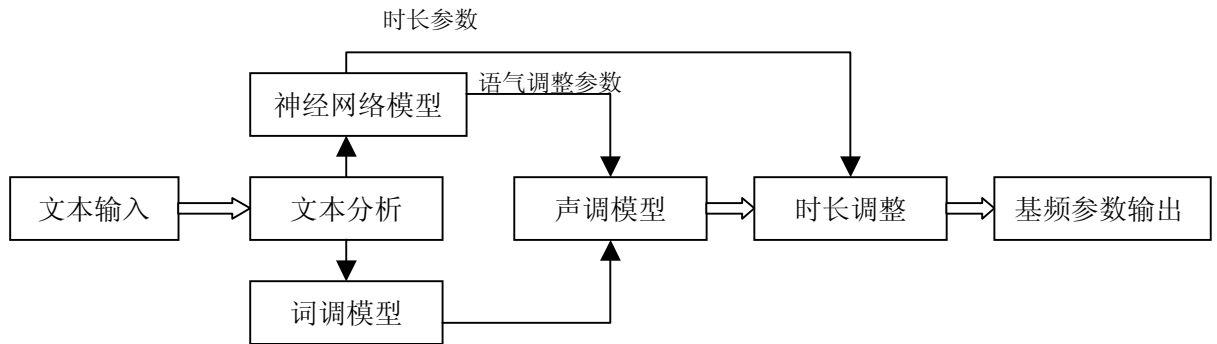 时长参数
语气调整参数
神经网络模型
文本输入
文本分析
声调模型
时长调整
基频参数输出
词调模型